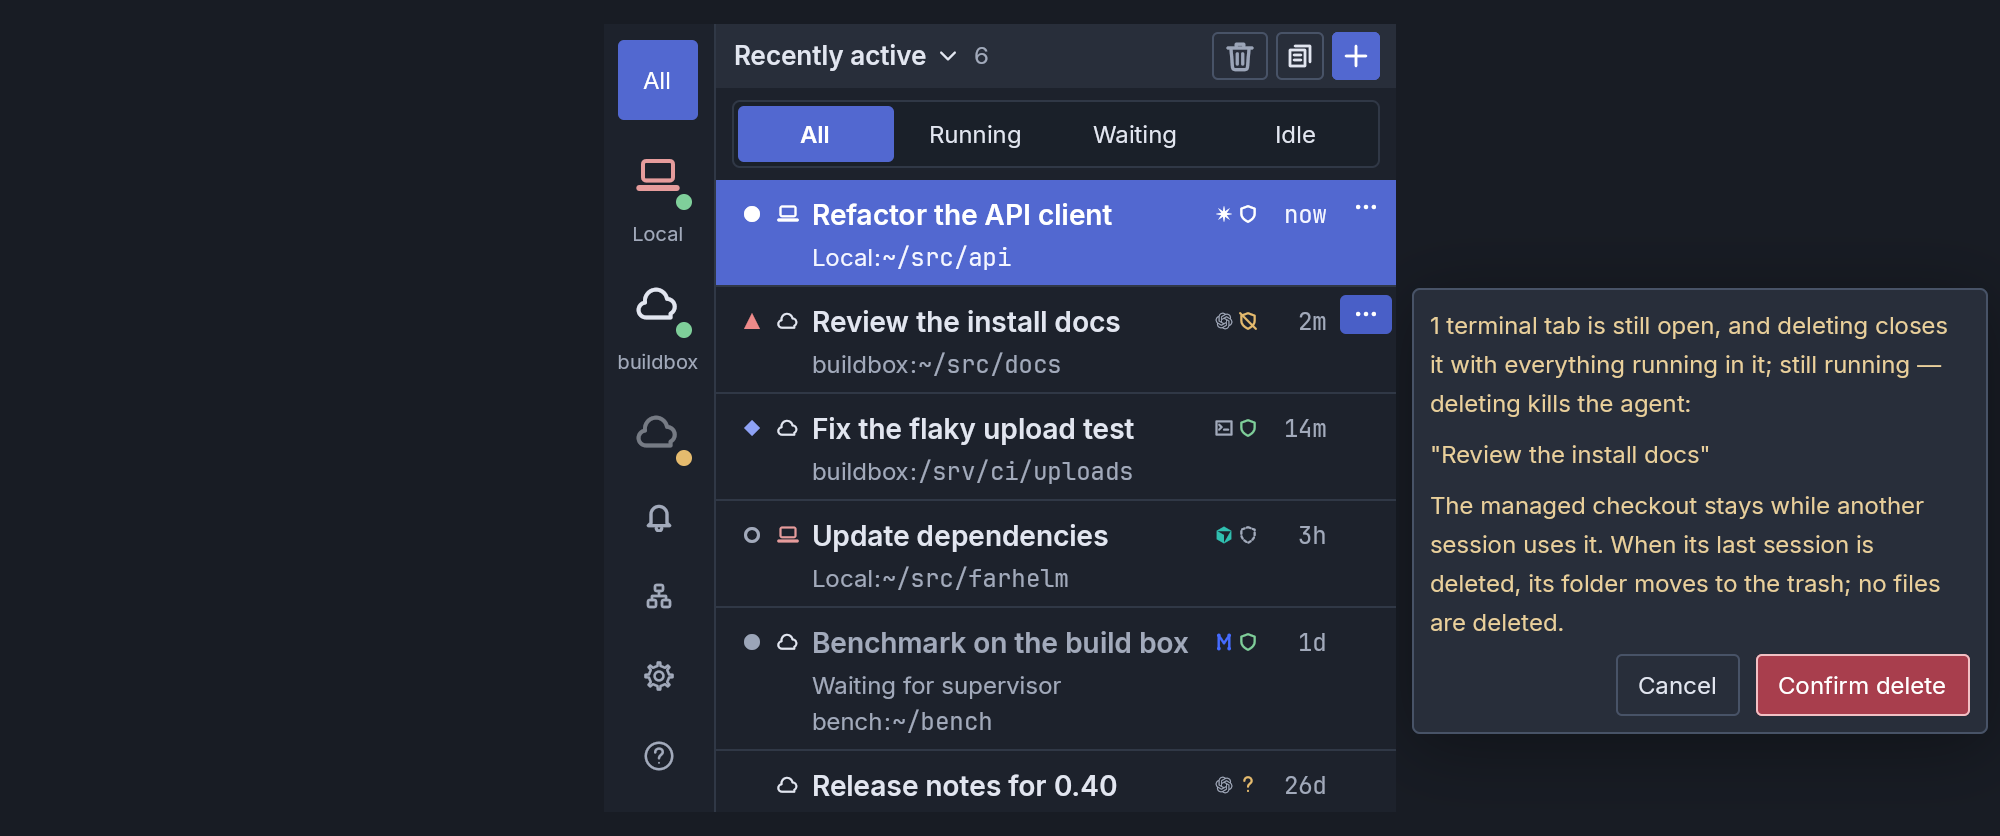 All
Local
buildbox
Recently active 6
All Running Waiting Idle
Refactor the API client now
Local:~/src/api
Review the install docs 2m
buildbox:~/src/docs
Fix the flaky upload test 14m
buildbox:/srv/ci/uploads
Update dependencies 3h
Local:~/src/farhelm
Benchmark on the build box 1d
Waiting for supervisor
bench:~/bench
Release notes for 0.40 ? 26d
1 terminal tab is still open, and deleting closes
it with everything running in it; still running —
deleting kills the agent:
"Review the install docs"
The managed checkout stays while another
session uses it. When its last session is
deleted, its folder moves to the trash; no files
are deleted.
Cancel Confirm delete